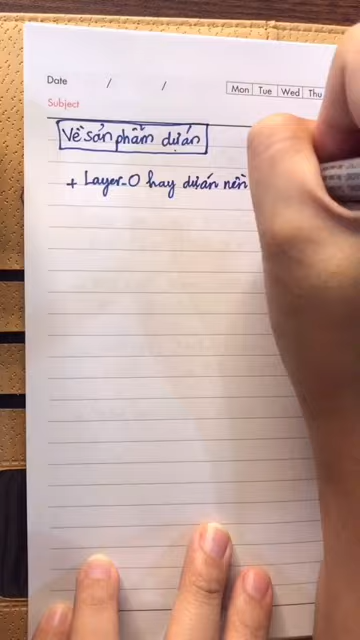 Date / /
Mon Tue Wed Thu
Subject
Về sản phẩm dự án
+ Layer-0 hay dự án nền